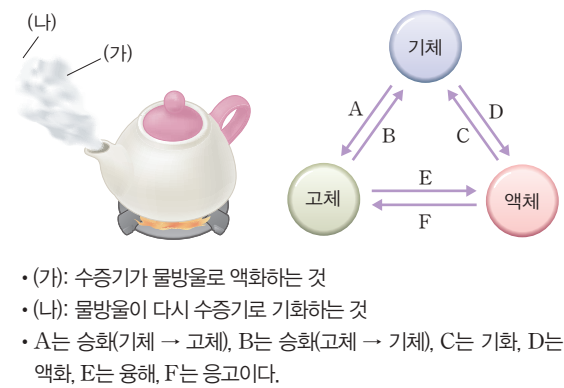 (나)
(가)
기체
A
B
D
C
고체
E
F
액체
• (가): 수증기가 물방울로 액화하는 것
• (나): 물방울이 다시 수증기로 기화하는 것
• A는 승화(기체 → 고체), B는 승화(고체 → 기체), C는 기화, D는
액화, E는 융해, F는 응고이다.